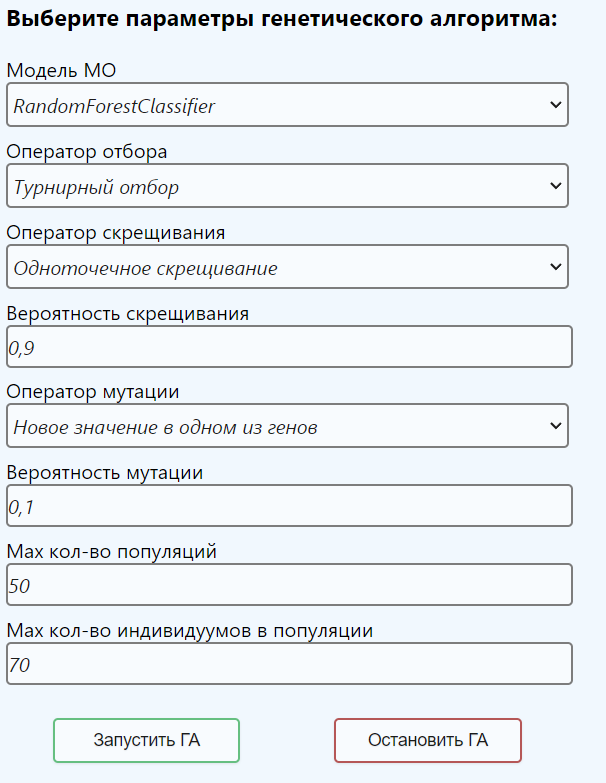 Выберите параметры генетического алгоритма:
Модель МО
RandomForestClassifier
Оператор отбора
Турнирный отбор
Оператор скрещивания
Одноточечное скрещивание
Вероятность скрещивания
0,9
Оператор мутации
Новое значение в одном из генов
Вероятность мутации
0,1
Max кол-во популяций
50
Max кол-во индивидуумов в популяции
70
Запустить ГА Остановить ГА